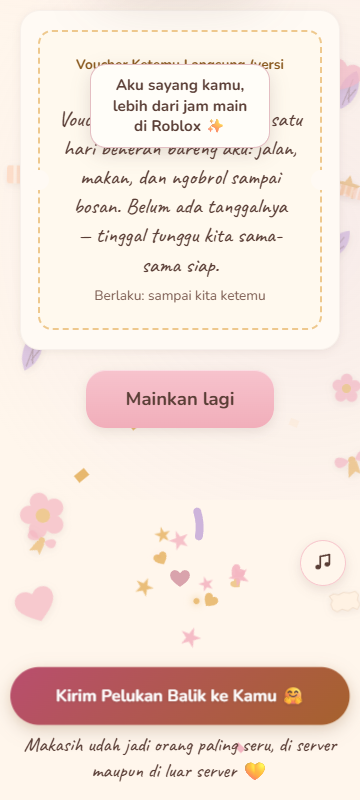 Voucher Ketemu Langsung (versi
Aku sayang kamu,
lebih dari jam main
di Roblox ✨
satu
hari beneran bareng aku: jalan,
makan, dan ngobrol sampai
bosan. Belum ada tanggalnya
— tinggal tunggu kita sama-
sama siap.
Berlaku: sampai kita ketemu
Mainkan lagi
Kirim Pelukan Balik ke Kamu 🤗
Makasih udah jadi orang paling seru, di server
maupun di luar server 💛